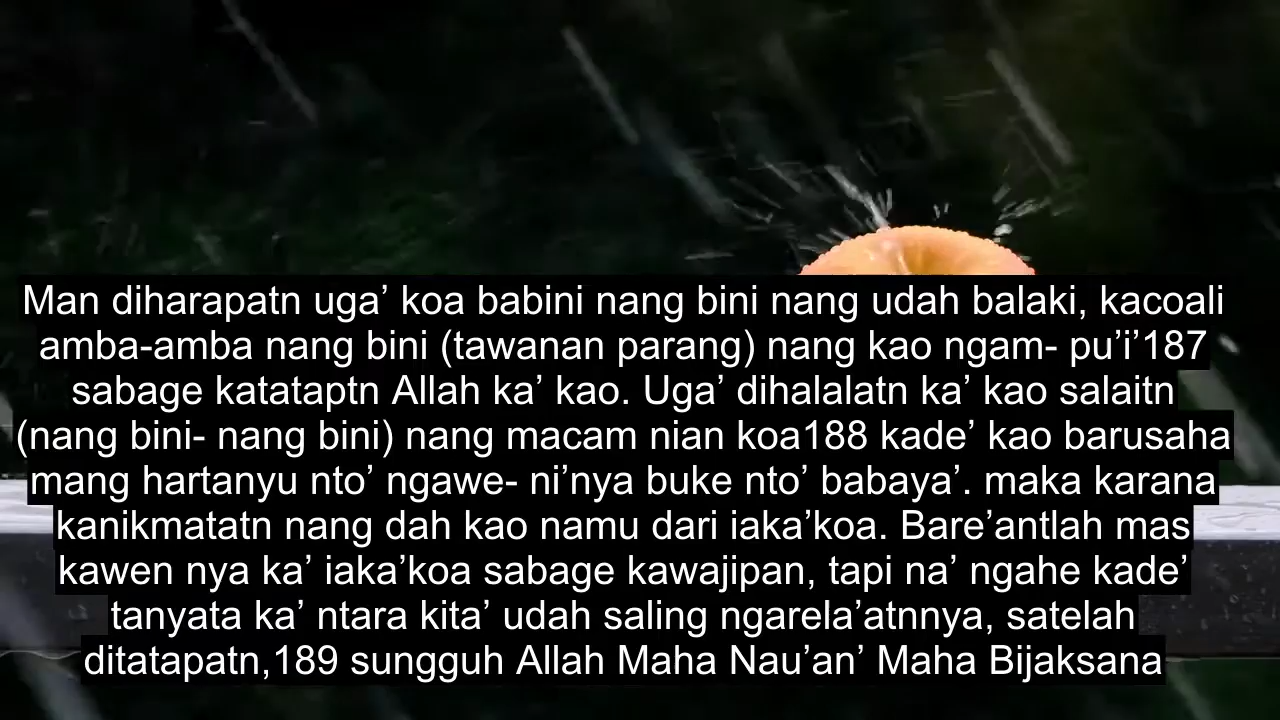 Man diharapatn uga’ koa babini nang bini nang udah balaki, kacoali
amba-amba nang bini (tawanan parang) nang kao ngam- pu’i’187
sabage katataptn Allah ka’ kao. Uga’ dihalalatn ka’ kao salaitn
(nang bini- nang bini) nang macam nian koa188 kade’ kao barusaha
mang hartanyu nto’ ngawe- ni’nya buke nto’ babaya’. maka karana
kanikmatatn nang dah kao namu dari iaka’koa. Bare’antlah mas
kawen nya ka’ iaka’koa sabage kawajipan, tapi na’ ngahe kade’
tanyata ka’ ntara kita’ udah saling ngarela’atnnya, satelah
ditatapatn,189 sungguh Allah Maha Nau’an’ Maha Bijaksana